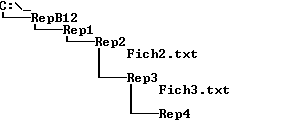 C:\_
RepB12
Rep1
Rep2
Fich2.txt
Rep3
Fich3.txt
Rep4